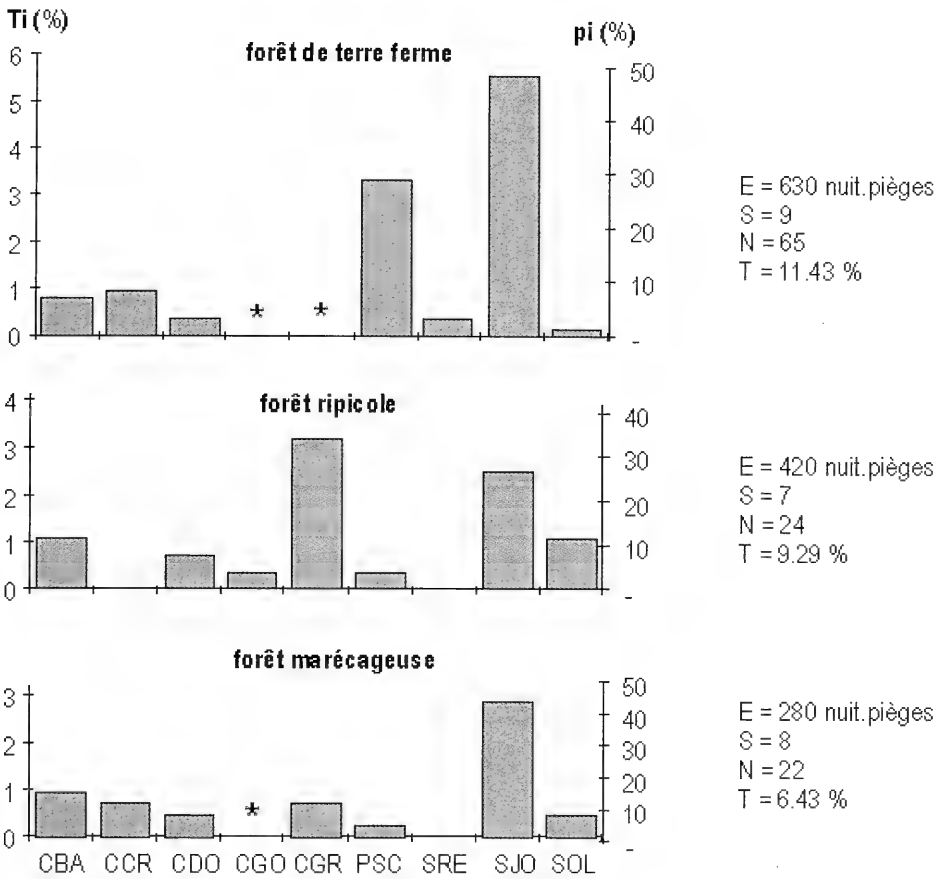 Ti (%)
pi (%)
forêt de terre ferme
6
5
4
3
2
1
0
* *
50
40
30
20
10
-
E = 630 nuit.pièges
S = 9
N = 65
T = 11.43 %
forêt ripicole
4
3
2
1
0
40
30
20
10
-
E = 420 nuit.pièges
S = 7
N = 24
T = 9.29 %
forêt marécageuse
3
2
1
0
*
50
40
30
20
10
-
E = 280 nuit.pièges
S = 8
N = 22
T = 6.43 %
CBA CCR CDO CGO CGR PSC SRE SJO SOL